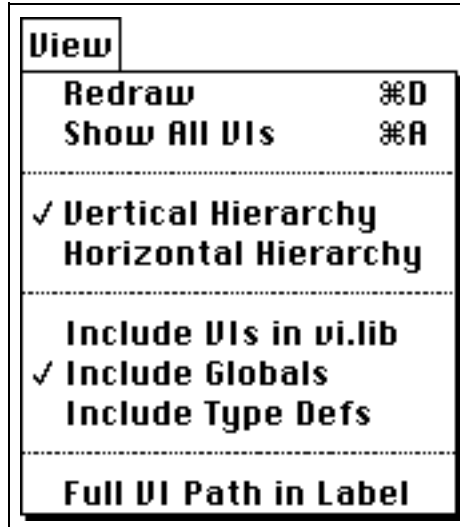 View
Redraw ⌘D
Show All VIs ⌘A
✓ Vertical Hierarchy
Horizontal Hierarchy
Include VIs in vi.lib
✓ Include Globals
Include Type Defs
Full VI Path in Label